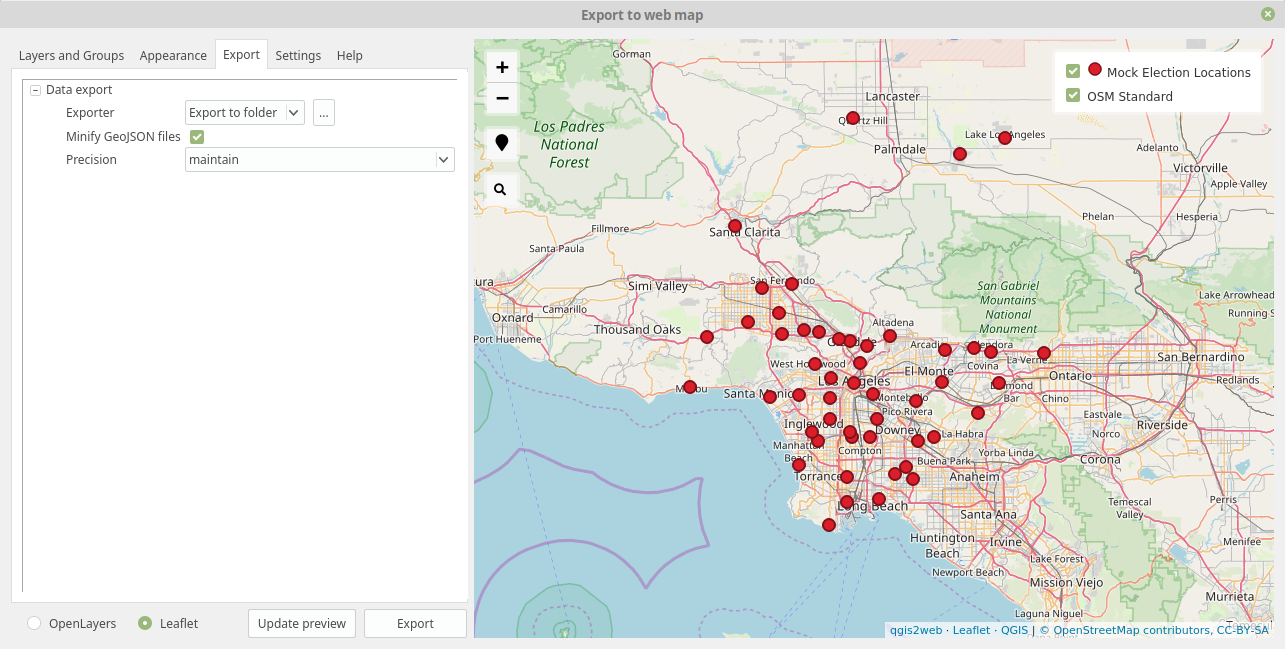 Export to web map
Layers and Groups
Appearance
Export
Settings
Help
Data export
Exporter
Export to folder
...
Minify GeoJSON files
Precision
maintain
OpenLayers
Leaflet
Update preview
Export
+
−
Mock Election Locations
OSM Standard
Gorman
Lancaster
Quartz Hill
Lake Los Angeles
Los Padres
National
Forest
Palmdale
Adelanto
Victorville
Apple Valley
Phelan
Hesperia
Fillmore
Santa Clarita
Santa Paula
ura
Simi Valley
San Fernando
San Gabriel
Mountains
National
Monument
Lake Arrowhead
Camarillo
Oxnard
Thousand Oaks
Altadena
Running S
Port Hueneme
Glendale
Arcadia
Glendora
La Verne
San Bernardino
West Hollywood
Covina
El Monte
Ontario
Los Angeles
Redlands
Malibu
Santa Monica
Diamond
Bar
Montebello
Chino
Pico Rivera
Eastvale
Inglewood
Riverside
Downey
La Habra
Norco
Manhattan
Beach
Compton
Yorba Linda
Buena Park
Corona
Torrance
Anaheim
Perris
Temescal
Valley
Long Beach
Santa Ana
Huntington
Beach
Irvine
Menifee
Lake Forest
Newport Beach
Mission Viejo
Murrieta
Laguna Niguel
qgis2web · Leaflet · QGIS | © OpenStreetMap contributors, CC-BY-SA